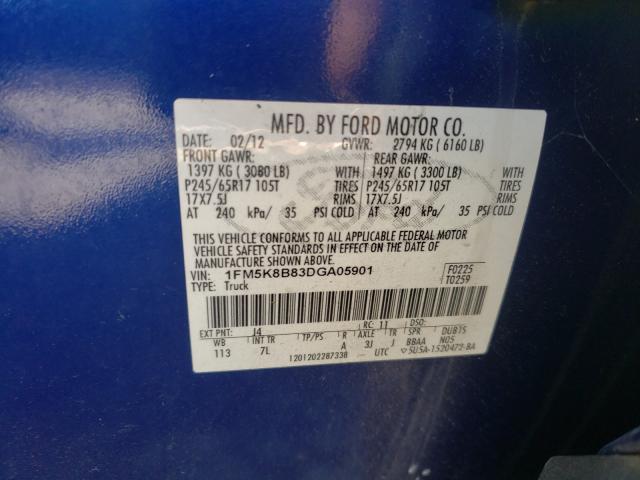 MFD. BY FORD MOTOR CO.
DATE: 02/12 GVWR: 2794 KG ( 6160 LB)
FRONT GAWR: REAR GAWR:
1397 KG ( 3080 LB) WITH 1497 KG ( 3300 LB) WITH
P245/65R17 105T TIRES P245/65R17 105T TIRES
17X7.5J RIMS 17X7.5J RIMS
AT 240 kPa/ 35 PSI COLD AT 240 kPa/ 35 PSI COLD
THIS VEHICLE CONFORMS TO ALL APPLICABLE FEDERAL MOTOR
VEHICLE SAFETY STANDARDS IN EFFECT ON THE DATE OF
MANUFACTURE SHOWN ABOVE.
VIN: 1FM5K8B83DGA05901 F0225
TYPE: Truck T0259
EXT PNT: J4 RC: 11 DSO:
WB INT TR TP/PS R AXLE TR SPR DUB15
113 7L A 3J J BBAA N05
1201202287338 UTC 5U5A-1520472-BA